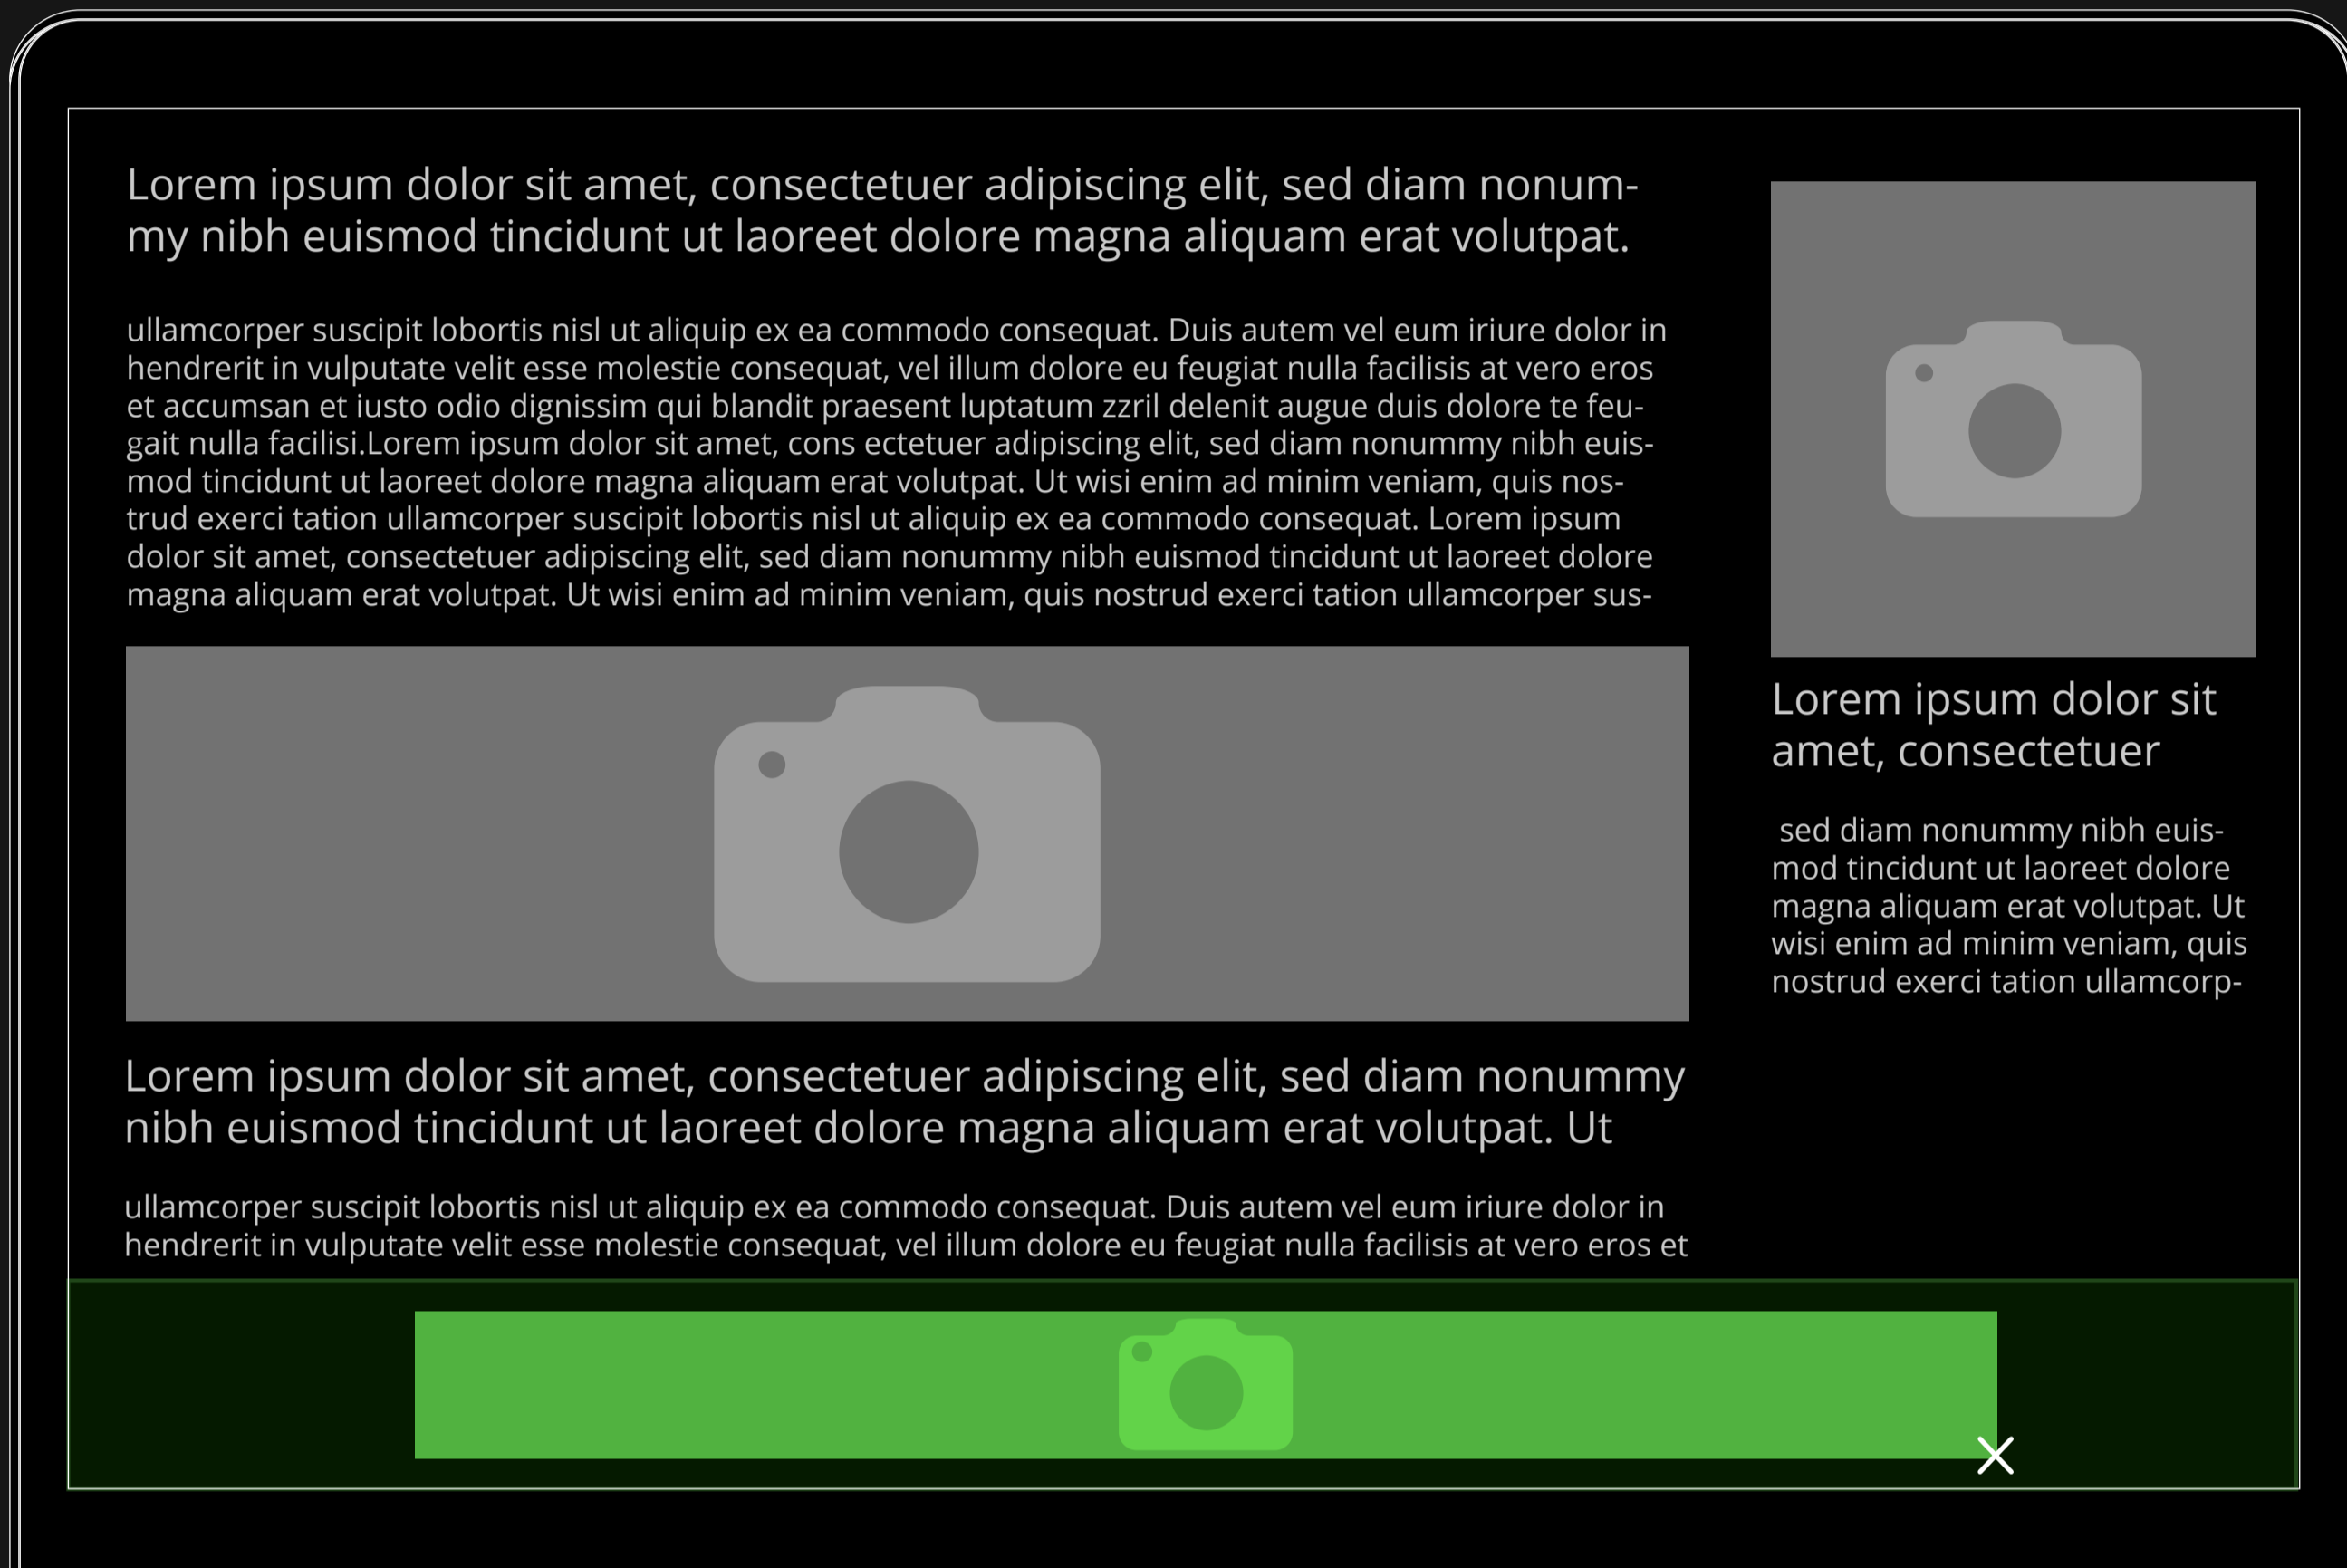 Lorem ipsum dolor sit amet, consectetuer adipiscing elit, sed diam nonum-
my nibh euismod tincidunt ut laoreet dolore magna aliquam erat volutpat.
ullamcorper suscipit lobortis nisl ut aliquip ex ea commodo consequat. Duis autem vel eum iriure dolor in
hendrerit in vulputate velit esse molestie consequat, vel illum dolore eu feugiat nulla facilisis at vero eros
et accumsan et iusto odio dignissim qui blandit praesent luptatum zzril delenit augue duis dolore te feu-
gait nulla facilisi.Lorem ipsum dolor sit amet, cons ectetuer adipiscing elit, sed diam nonummy nibh euis-
mod tincidunt ut laoreet dolore magna aliquam erat volutpat. Ut wisi enim ad minim veniam, quis nos-
trud exerci tation ullamcorper suscipit lobortis nisl ut aliquip ex ea commodo consequat. Lorem ipsum
dolor sit amet, consectetuer adipiscing elit, sed diam nonummy nibh euismod tincidunt ut laoreet dolore
magna aliquam erat volutpat. Ut wisi enim ad minim veniam, quis nostrud exerci tation ullamcorper sus-
Lorem ipsum dolor sit amet, consectetuer adipiscing elit, sed diam nonummy
nibh euismod tincidunt ut laoreet dolore magna aliquam erat volutpat. Ut
ullamcorper suscipit lobortis nisl ut aliquip ex ea commodo consequat. Duis autem vel eum iriure dolor in
hendrerit in vulputate velit esse molestie consequat, vel illum dolore eu feugiat nulla facilisis at vero eros et
Lorem ipsum dolor sit
amet, consectetuer
sed diam nonummy nibh euis-
mod tincidunt ut laoreet dolore
magna aliquam erat volutpat. Ut
wisi enim ad minim veniam, quis
nostrud exerci tation ullamcorp-